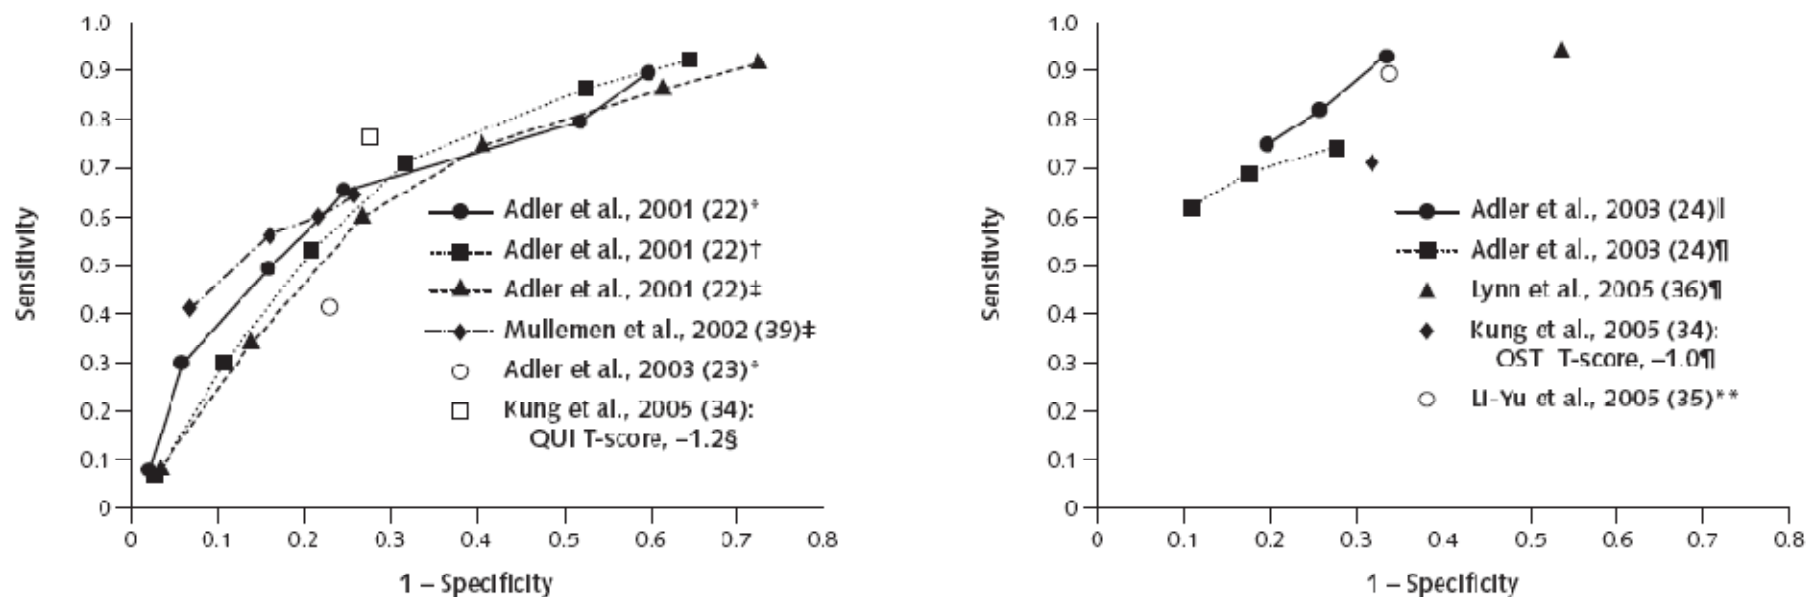 1.0
0.9
0.8
0.7
0.6
0.5
0.4
0.3
0.2
0.1
0
Sensitivity
0 0.1 0.2 0.3 0.4 0.5 0.6 0.7 0.8
1 – Specificity
Adler et al., 2001 (22)*
Adler et al., 2001 (22)†
Adler et al., 2001 (22)‡
Mullemen et al., 2002 (39)‡
Adler et al., 2003 (23)*
Kung et al., 2005 (34):
QUI T-score, –1.2§
1.0
0.9
0.8
0.7
0.6
0.5
0.4
0.3
0.2
0.1
0
Sensitivity
0 0.1 0.2 0.3 0.4 0.5 0.6 0.7 0.8
1 – Specificity
Adler et al., 2003 (24)||
Adler et al., 2003 (24)¶
Lynn et al., 2005 (36)¶
Kung et al., 2005 (34):
OST T-score, –1.0¶
Li-Yu et al., 2005 (35)**